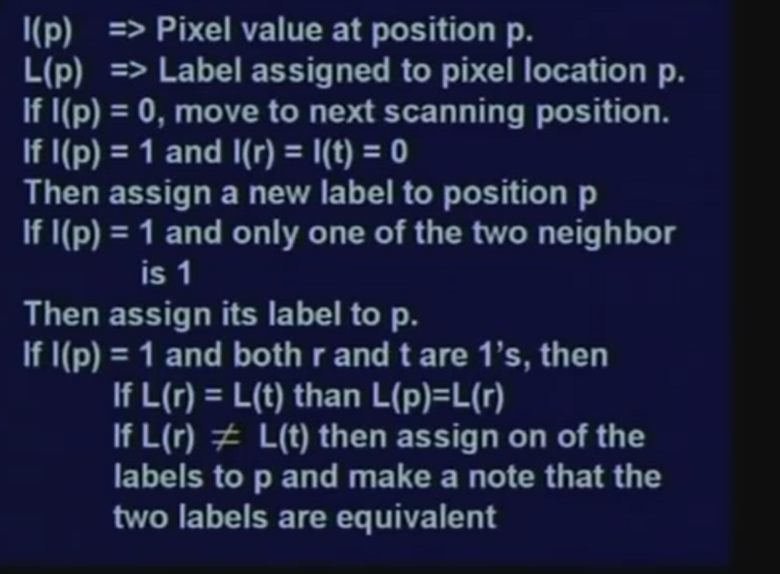 I(p) => Pixel value at position p.
L(p) => Label assigned to pixel location p.
If I(p) = 0, move to next scanning position.
If I(p) = 1 and I(r) = I(t) = 0
Then assign a new label to position p
If I(p) = 1 and only one of the two neighbor
is 1
Then assign its label to p.
If I(p) = 1 and both r and t are 1's, then
If L(r) = L(t) than L(p)=L(r)
If L(r) ≠ L(t) then assign on of the
labels to p and make a note that the
two labels are equivalent